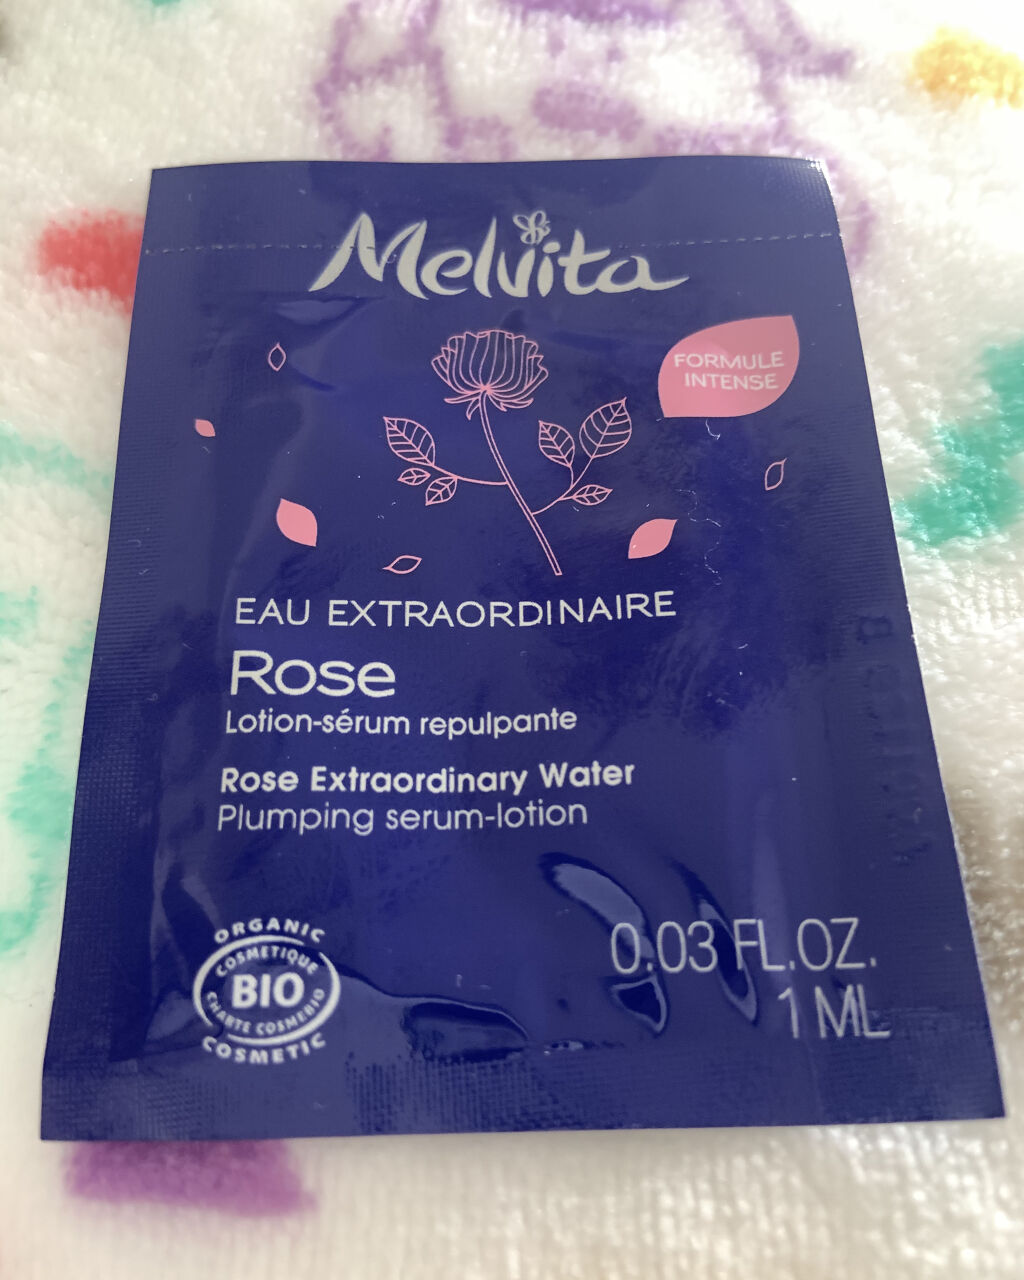 Melvita
FORMULE
INTENSE
EAU EXTRAORDINAIRE
Rose
Lotion-sérum repulpante
Rose Extraordinary Water
Plumping serum-lotion
ORGANIC
COSMETIQUE
BIO
CHARTE COSMEBIO
COSMETIC
0.03 FL.OZ.
1 ML